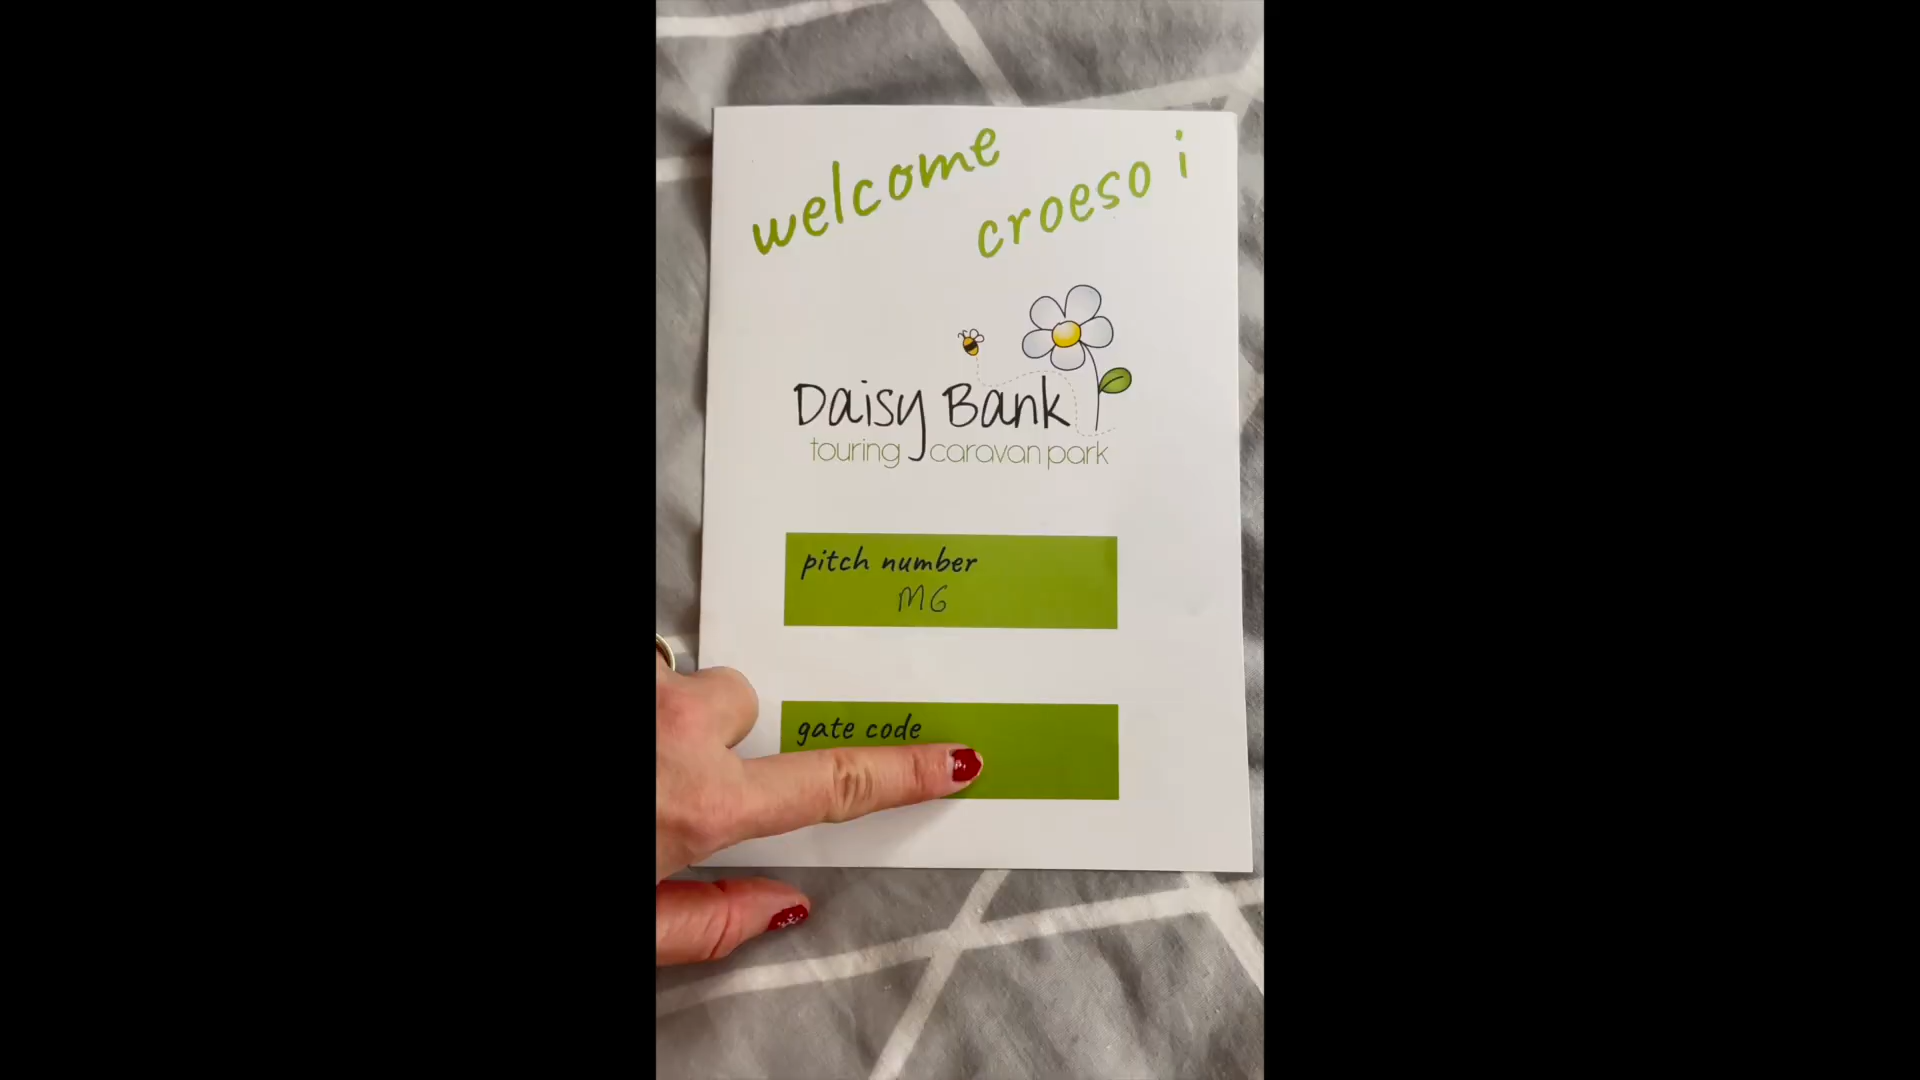 welcome
croeso i
Daisy Bank
touring caravan park
pitch number
M6
gate code